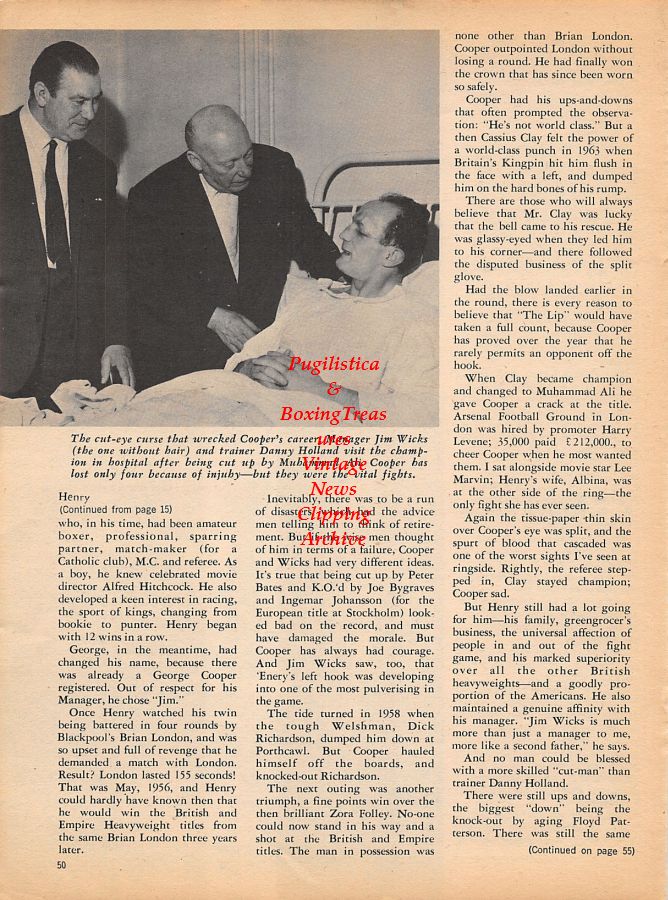 The cut-eye curse that wrecked Cooper's career. Manager Jim Wicks
(the one without hair) and trainer Danny Holland visit the champ-
ion in hospital after being cut up by Muhammad Ali. Cooper has
lost only four because of injuhy—but they were the vital fights.
Pugilistica
&
BoxingTreas
ures
Vintage
News
Clipping
Archive
Henry
(Continued from page 15)
who, in his time, had been amateur
boxer, professional, sparring
partner, match-maker (for a
Catholic club), M.C. and referee. As
a boy, he knew celebrated movie
director Alfred Hitchcock. He also
developed a keen interest in racing,
the sport of kings, changing from
bookie to punter. Henry began
with 12 wins in a row.
George, in the meantime, had
changed his name, because there
was already a George Cooper
registered. Out of respect for his
Manager, he chose "Jim."
Once Henry watched his twin
being battered in four rounds by
Blackpool's Brian London, and was
so upset and full of revenge that he
demanded a match with London.
Result? London lasted 155 seconds!
That was May, 1956, and Henry
could hardly have known then that
he would win the British and
Empire Heavyweight titles from
the same Brian London three years
later.
50
Inevitably, there was to be a run
of disasters, which had the advice
men telling him to think of retire-
ment. But if the wise men thought
of him in terms of a failure, Cooper
and Wicks had very different ideas.
It's true that being cut up by Peter
Bates and K.O.'d by Joe Bygraves
and Ingemar Johansson (for the
European title at Stockholm) look-
ed bad on the record, and must
have damaged the morale. But
Cooper has always had courage.
And Jim Wicks saw, too, that
'Enery's left hook was developing
into one of the most pulverising in
the game.
The tide turned in 1958 when
the tough Welshman, Dick
Richardson, dumped him down at
Porthcawl. But Cooper hauled
himself off the boards, and
knocked-out Richardson.
The next outing was another
triumph, a fine points win over the
then brilliant Zora Folley. No-one
could now stand in his way and a
shot at the British and Empire
titles. The man in possession was
none other than Brian London.
Cooper outpointed London without
losing a round. He had finally won
the crown that has since been worn
so safely.
Cooper had his ups-and-downs
that often prompted the observa-
tion: "He's not world class." But a
then Cassius Clay felt the power of
a world-class punch in 1963 when
Britain's Kingpin hit him flush in
the face with a left, and dumped
him on the hard bones of his rump.
There are those who will always
believe that Mr. Clay was lucky
that the bell came to his rescue. He
was glassy-eyed when they led him
to his corner—and there followed
the disputed business of the split
glove.
Had the blow landed earlier in
the round, there is every reason to
believe that "The Lip" would have
taken a full count, because Cooper
has proved over the year that he
rarely permits an opponent off the
hook.
When Clay became champion
and changed to Muhammad Ali he
gave Cooper a crack at the title.
Arsenal Football Ground in Lon-
don was hired by promoter Harry
Levene; 35,000 paid £212,000., to
cheer Cooper when he most wanted
them. I sat alongside movie star Lee
Marvin; Henry's wife, Albina, was
at the other side of the ring—the
only fight she has ever seen.
Again the tissue-paper thin skin
over Cooper's eye was split, and the
spurt of blood that cascaded was
one of the worst sights I've seen at
ringside. Rightly, the referee step-
ped in, Clay stayed champion;
Cooper sad.
But Henry still had a lot going
for him—his family, greengrocer's
business, the universal affection of
people in and out of the fight
game, and his marked superiority
over all the other British
heavyweights—and a goodly pro-
portion of the Americans. He also
maintained a genuine affinity with
his manager. "Jim Wicks is much
more than just a manager to me,
more like a second father," he says.
And no man could be blessed
with a more skilled "cut-man" than
trainer Danny Holland.
There were still ups and downs,
the biggest "down" being the
knock-out by aging Floyd Pat-
terson. There was still the same
(Continued on page 55)